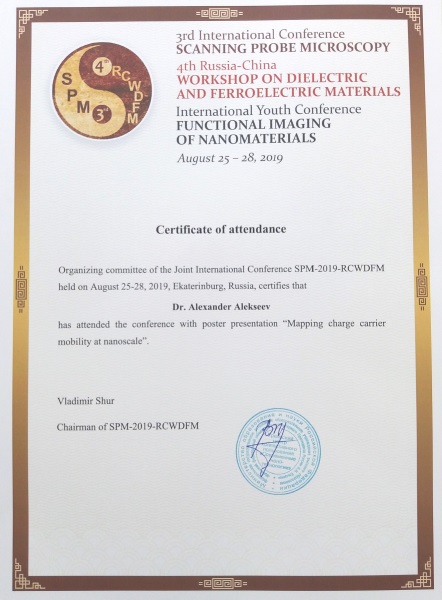 3rd International Conference
SCANNING PROBE MICROSCOPY
4th Russia-China
WORKSHOP ON DIELECTRIC
AND FERROELECTRIC MATERIALS
International Youth Conference
FUNCTIONAL IMAGING
OF NANOMATERIALS
August 25 – 28, 2019
SPM
4th
RCWDFM
3rd
Certificate of attendance
Organizing committee of the Joint International Conference SPM-2019-RCWDFM
held on August 25-28, 2019, Ekaterinburg, Russia, certifies that
Dr. Alexander Alekseev
has attended the conference with poster presentation “Mapping charge carrier
mobility at nanoscale”.
Vladimir Shur
Chairman of SPM-2019-RCWDFM